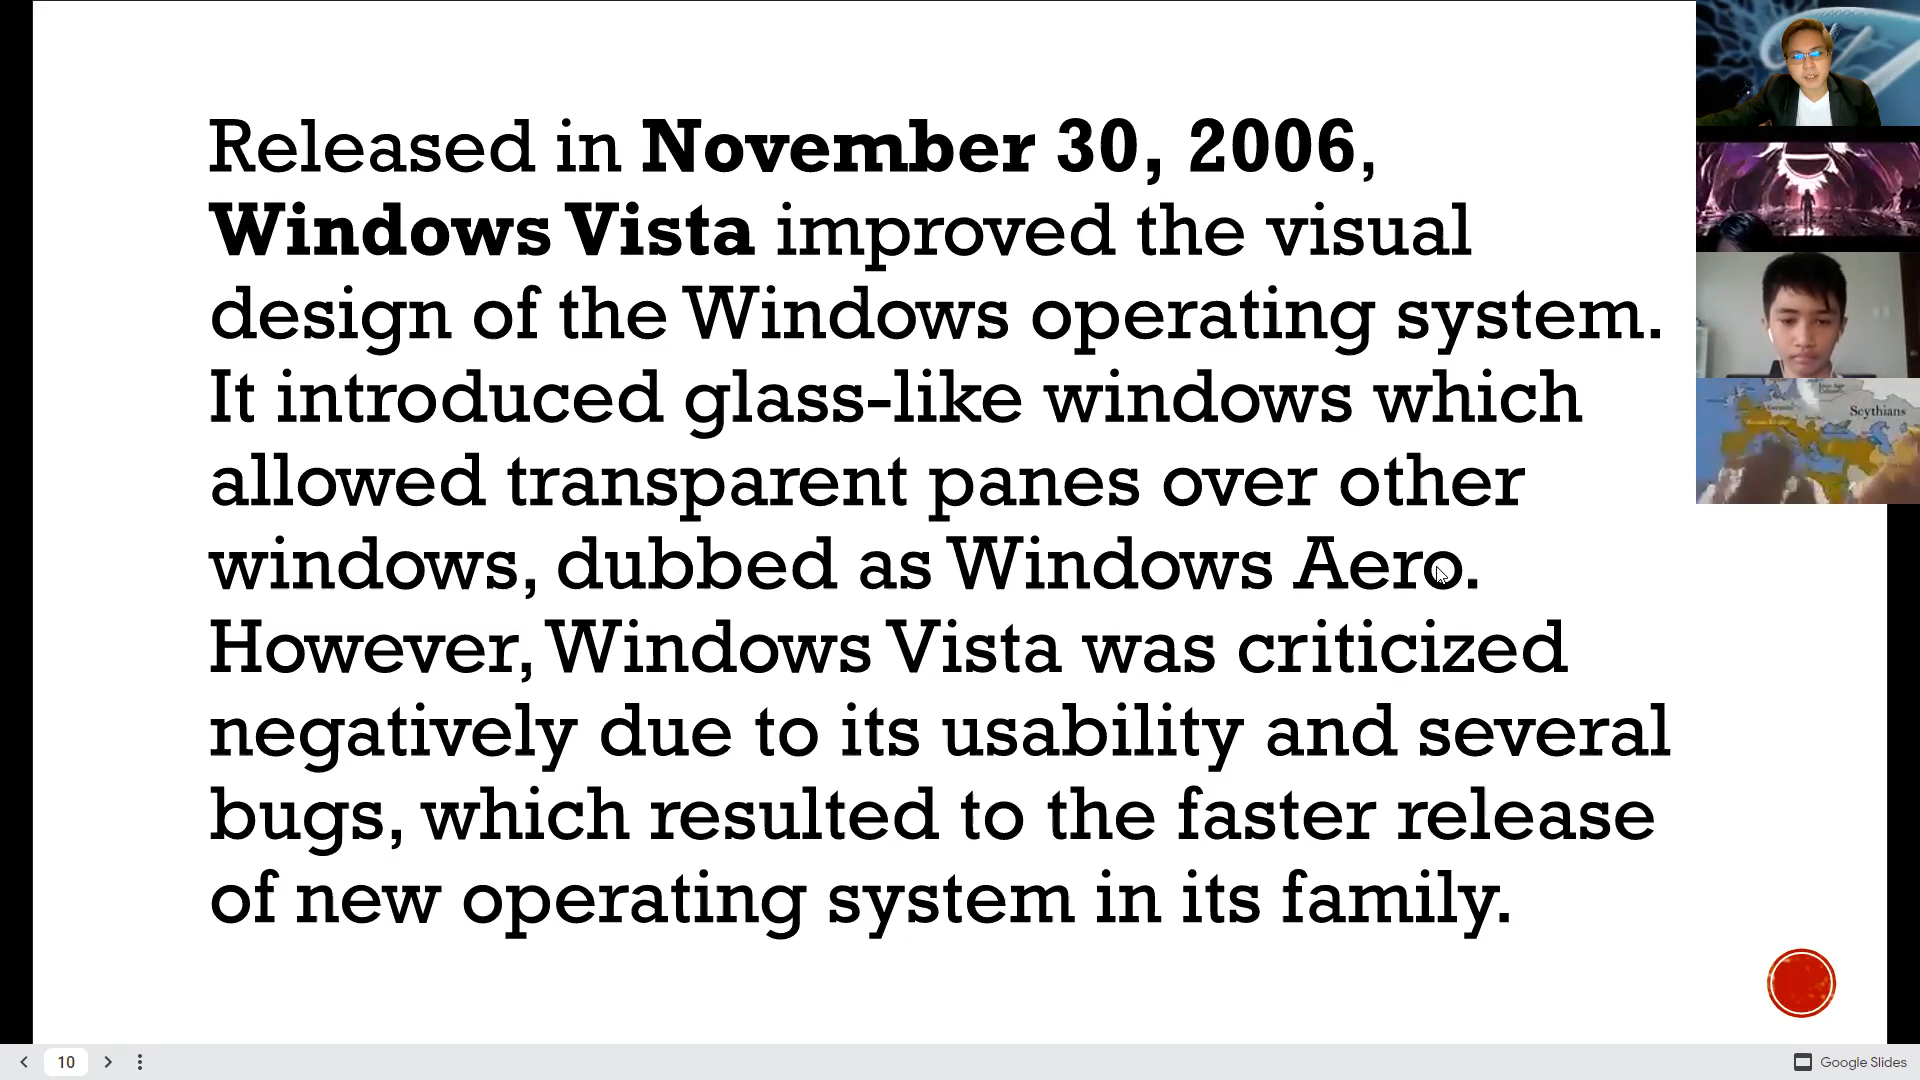 Released in November 30, 2006,
Windows Vista improved the visual
design of the Windows operating system.
It introduced glass-like windows which
allowed transparent panes over other
windows, dubbed as Windows Aero.
However, Windows Vista was criticized
negatively due to its usability and several
bugs, which resulted to the faster release
of new operating system in its family.
Scythians
10
Google Slides